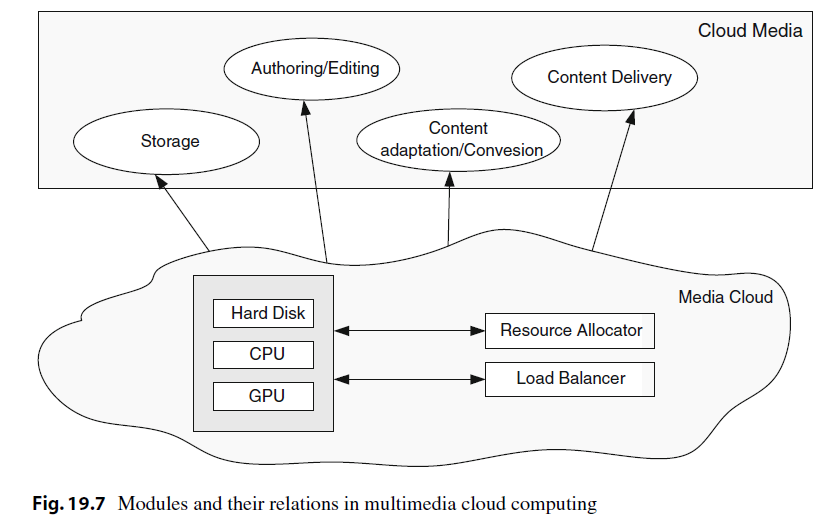 Cloud Media
Authoring/Editing
Content Delivery
Storage
Content
adaptation/Convesion
Media Cloud
Hard Disk
Resource Allocator
CPU
Load Balancer
GPU
Fig. 19.7 Modules and their relations in multimedia cloud computing